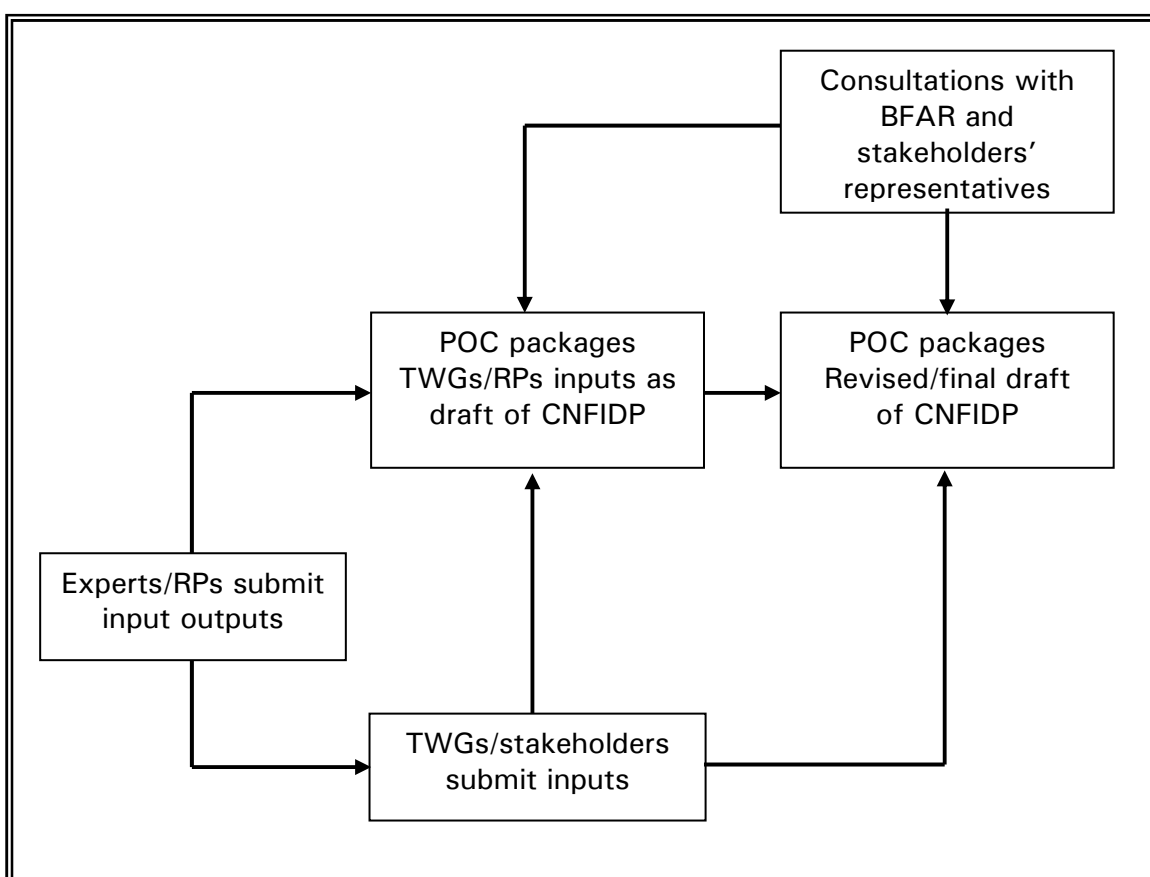 Consultations with
BFAR and
stakeholders’
representatives
POC packages
TWGs/RPs inputs as
draft of CNFIDP
POC packages
Revised/final draft
of CNFIDP
Experts/RPs submit
input outputs
TWGs/stakeholders
submit inputs